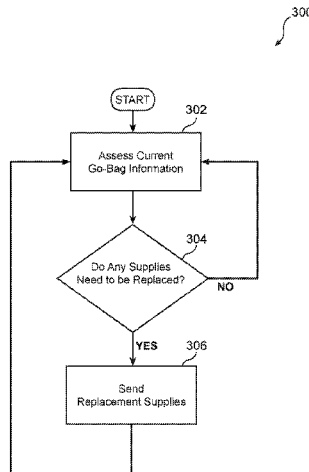 300
START
302
Assess Current
Go-Bag Information
304
Do Any Supplies
Need to be Replaced?
NO
YES
306
Send
Replacement Supplies